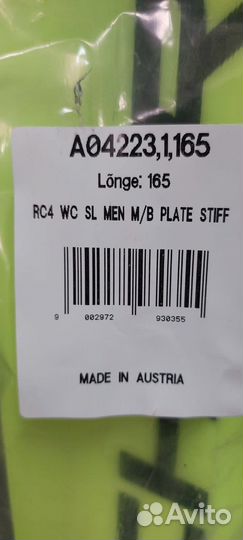 A04223,1,165
Lõnge: 165
RC4 WC SL MEN M/B PLATE STIFF
9 002972 930355
MADE IN AUSTRIA
Avito